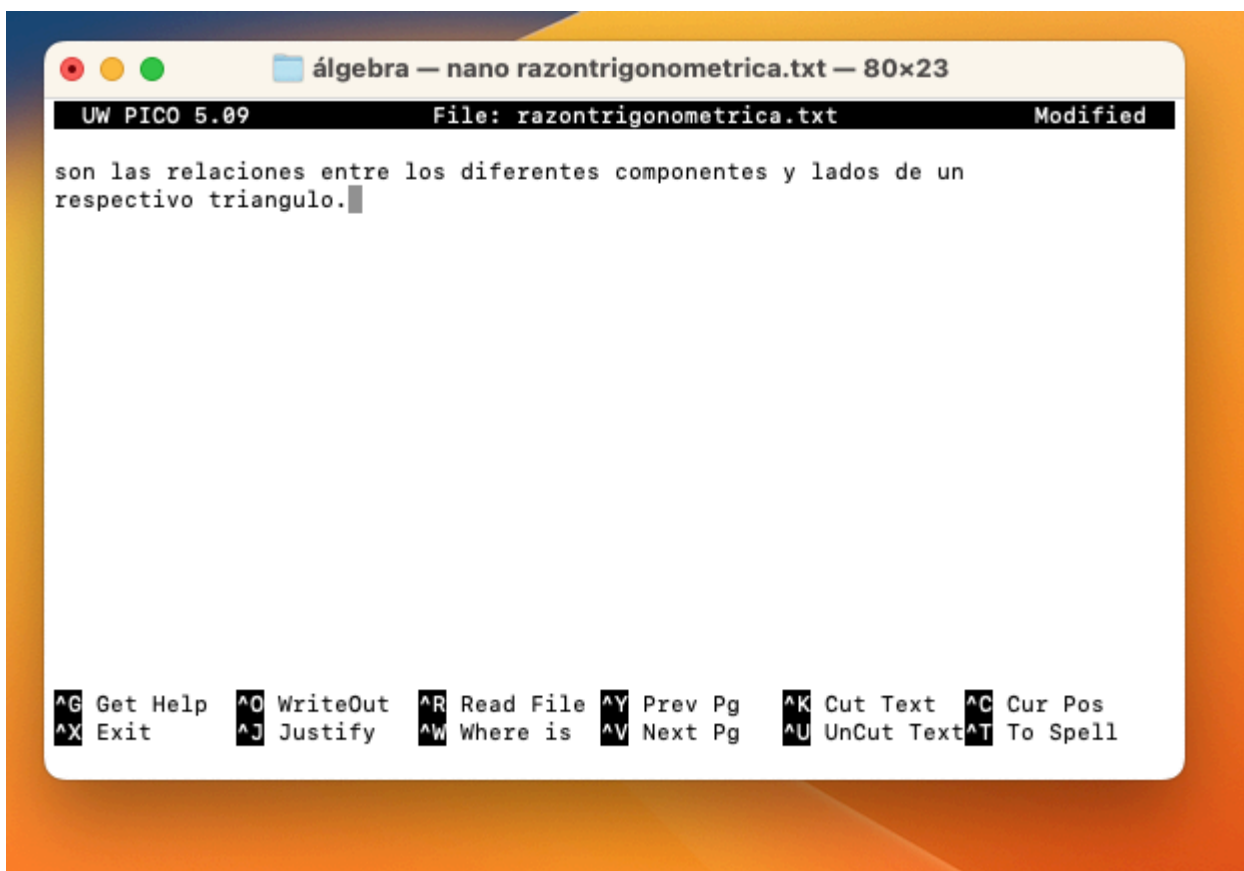 álgebra — nano razontrigonometrica.txt — 80×23
UW PICO 5.09 File: razontrigonometrica.txt Modified
son las relaciones entre los diferentes componentes y lados de un
respectivo triangulo.
^G Get Help ^O WriteOut ^R Read File ^Y Prev Pg ^K Cut Text ^C Cur Pos
^X Exit ^J Justify ^W Where is ^V Next Pg ^U UnCut Text ^T To Spell